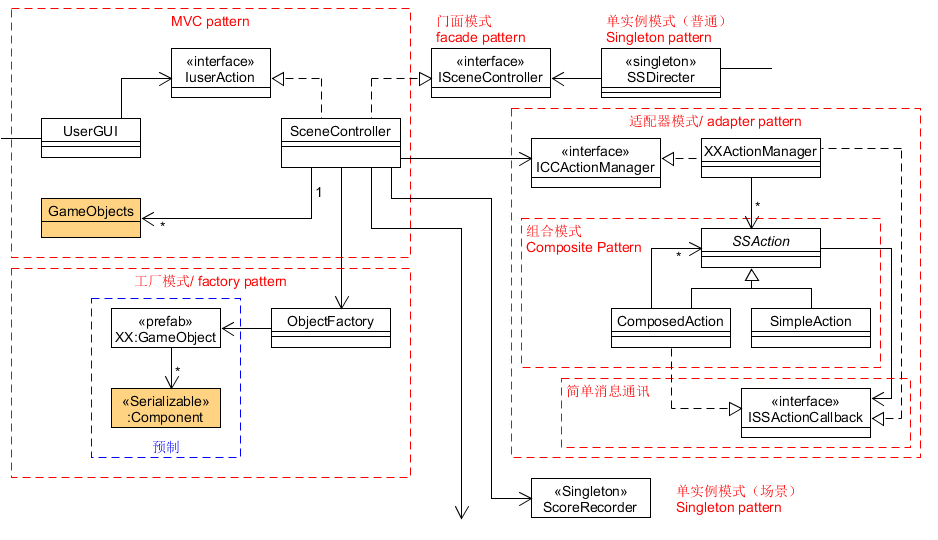 MVC pattern
门面模式
facade pattern
单实例模式（普通）
Singleton pattern
«interface»
IuserAction
«interface»
ISceneController
«singleton»
SSDirecter
UserGUI
SceneController
适配器模式/ adapter pattern
«interface»
ICCActionManager
XXActionManager
1
*
GameObjects
*
组合模式
Composite Pattern
SSAction
*
工厂模式/ factory pattern
«prefab»
XX:GameObject
ObjectFactory
ComposedAction
SimpleAction
*
«Serializable»
:Component
预制
简单消息通讯
«interface»
ISSActionCallback
«Singleton»
ScoreRecorder
单实例模式（场景）
Singleton pattern